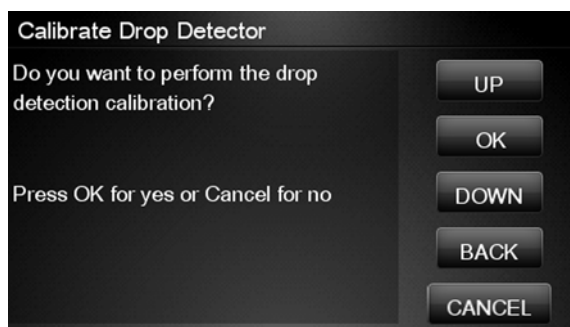 Calibrate Drop Detector
Do you want to perform the drop
detection calibration?
Press OK for yes or Cancel for no
UP
OK
DOWN
BACK
CANCEL